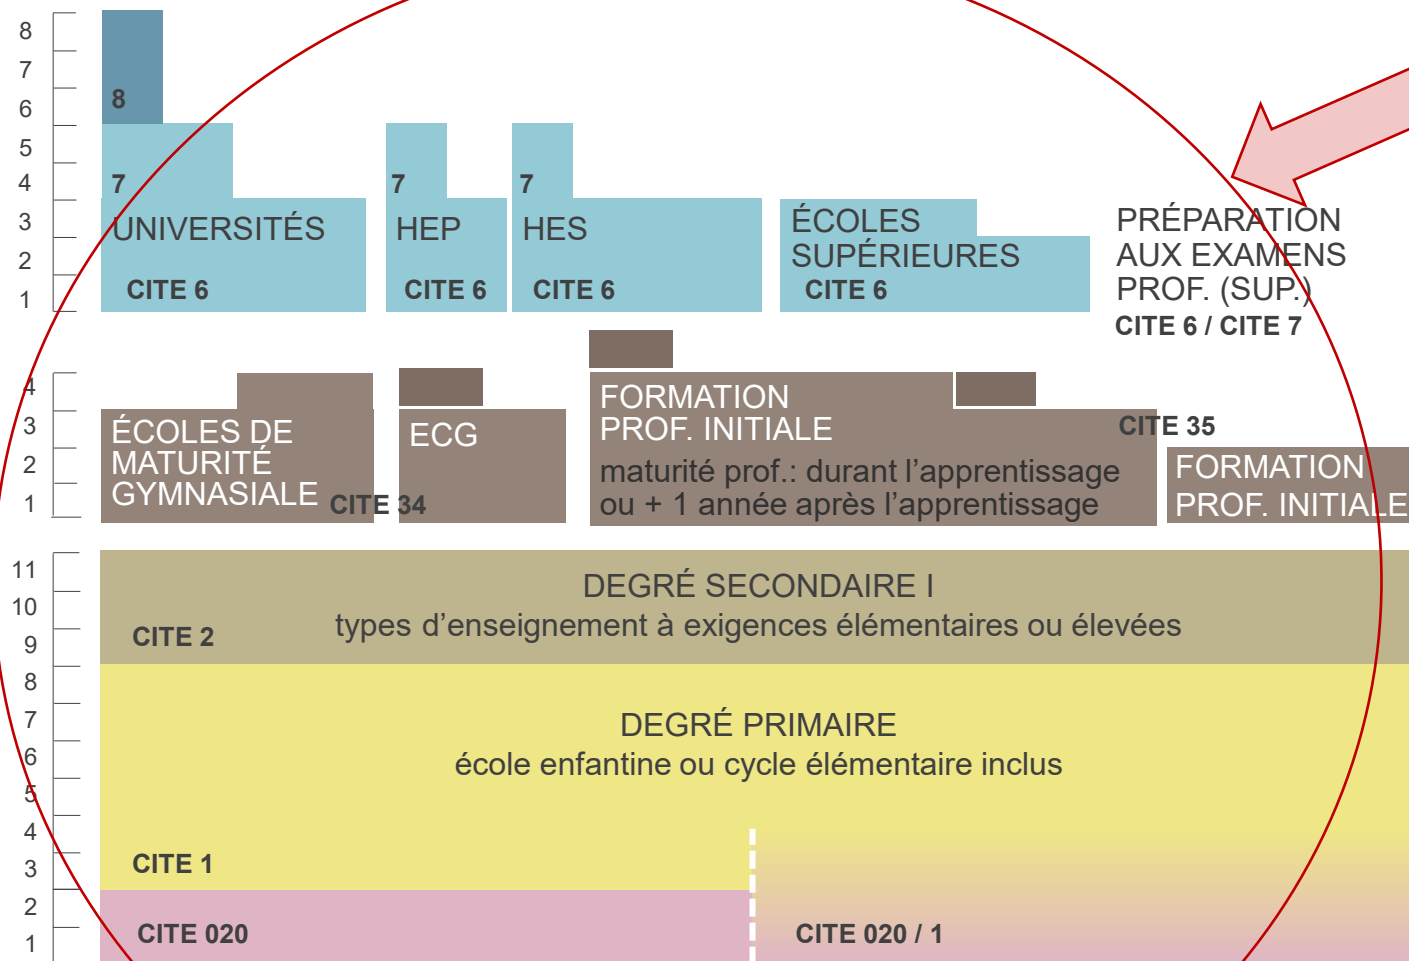 8
7
6
5
4
3
2
1
8
7
UNIVERSITÉS
CITE 6
7
HEP
CITE 6
7
HES
CITE 6
ÉCOLES
SUPÉRIEURES
CITE 6
PRÉPARATION
AUX EXAMENS
PROF. (SUP.)
CITE 6 / CITE 7
4
3
2
1
ÉCOLES DE
MATURITÉ
GYMNASIALE
CITE 34
ECG
FORMATION
PROF. INITIALE
maturité prof.: durant l’apprentissage
ou + 1 année après l’apprentissage
CITE 35
FORMATION
PROF. INITIALE
11
10
9
8
7
6
5
4
3
2
1
DEGRÉ SECONDAIRE I
types d’enseignement à exigences élémentaires ou élevées
CITE 2
DEGRÉ PRIMAIRE
école enfantine ou cycle élémentaire inclus
CITE 1
CITE 020
CITE 020 / 1